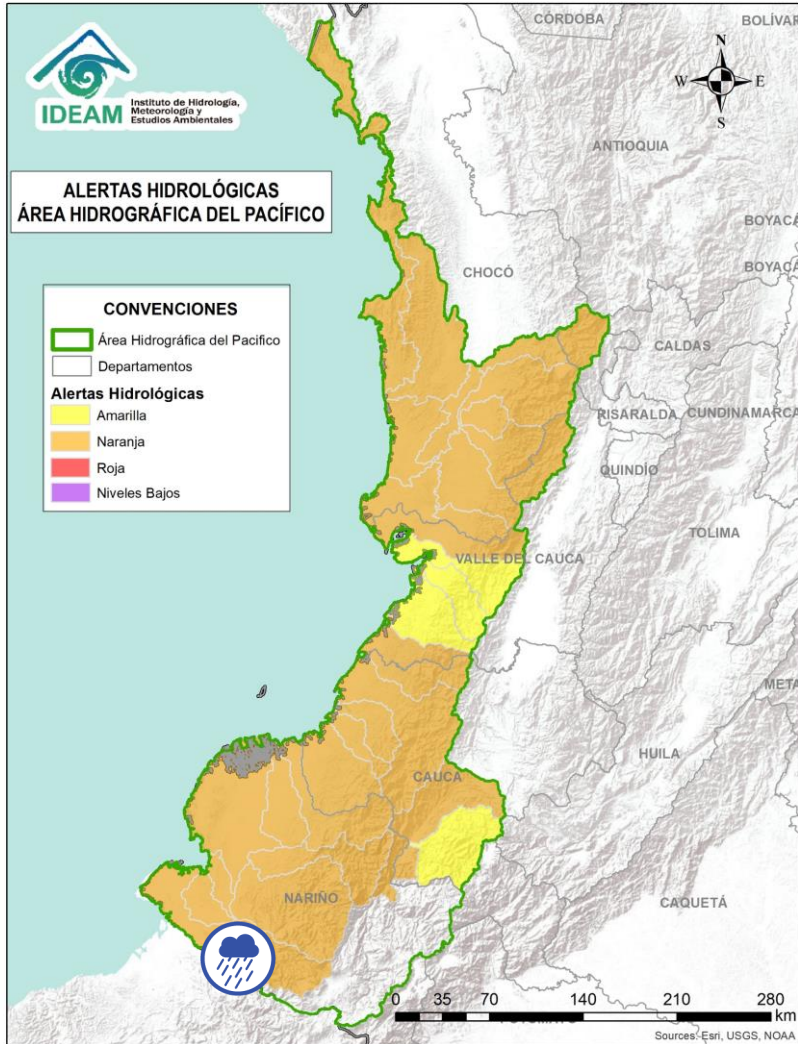 CÓRDOBA
BOLÍVAR
IDEAM
Instituto de Hidrología,
Meteorología y
Estudios Ambientales
N
W
E
S
ANTIOQUIA
ALERTAS HIDROLÓGICAS
ÁREA HIDROGRÁFICA DEL PACÍFICO
BOYACÁ
CHOCÓ
BOYACÁ
CONVENCIONES
Área Hidrográfica del Pacifico
Departamentos
Alertas Hidrológicas
Amarilla
Naranja
Roja
Niveles Bajos
CALDAS
RISARALDA
CUNDINAMARCA
QUINDÍO
TOLIMA
VALLE DEL CAUCA
META
HUILA
CAUCA
NARIÑO
CAQUETÁ
0 35 70 140 210 280
km
Sources: Esri, USGS, NOAA